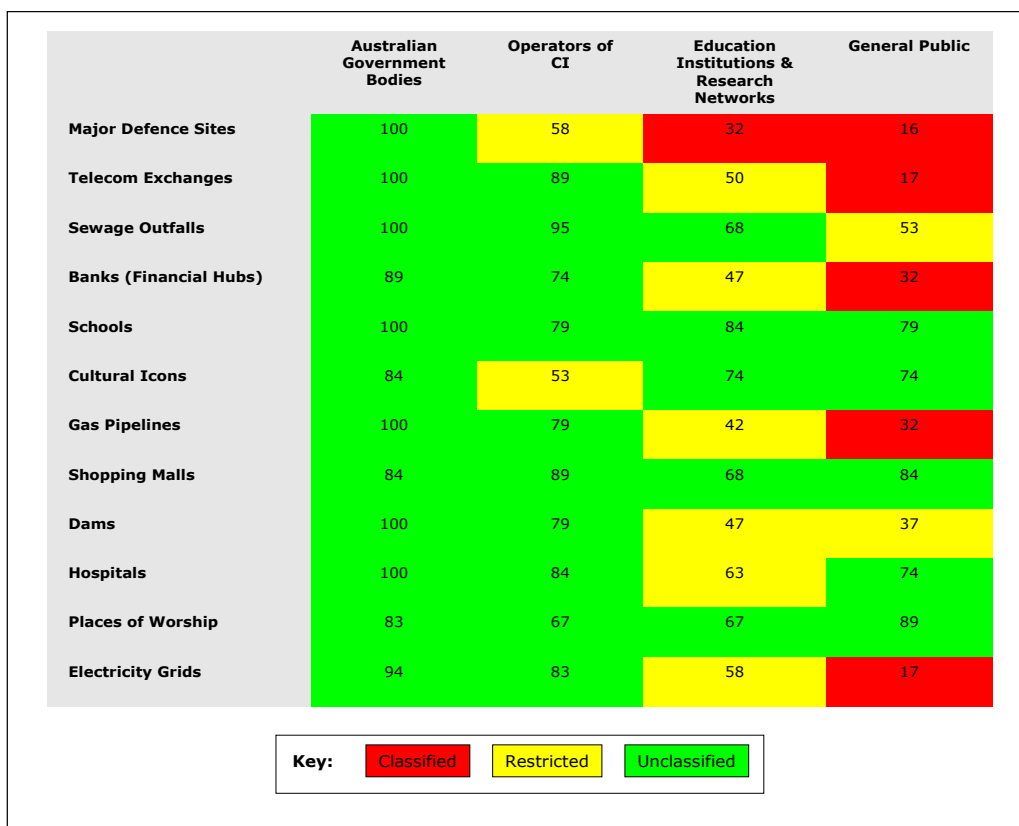 Australian Government Bodies Operators of CI Education Institutions & Research Networks General Public
Major Defence Sites 100 58 32 16
Telecom Exchanges 100 89 50 17
Sewage Outfalls 100 95 68 53
Banks (Financial Hubs) 89 74 47 32
Schools 100 79 84 79
Cultural Icons 84 53 74 74
Gas Pipelines 100 79 42 32
Shopping Malls 84 89 68 84
Dams 100 79 47 37
Hospitals 100 84 63 74
Places of Worship 83 67 67 89
Electricity Grids 94 83 58 17
Key: Classified Restricted Unclassified